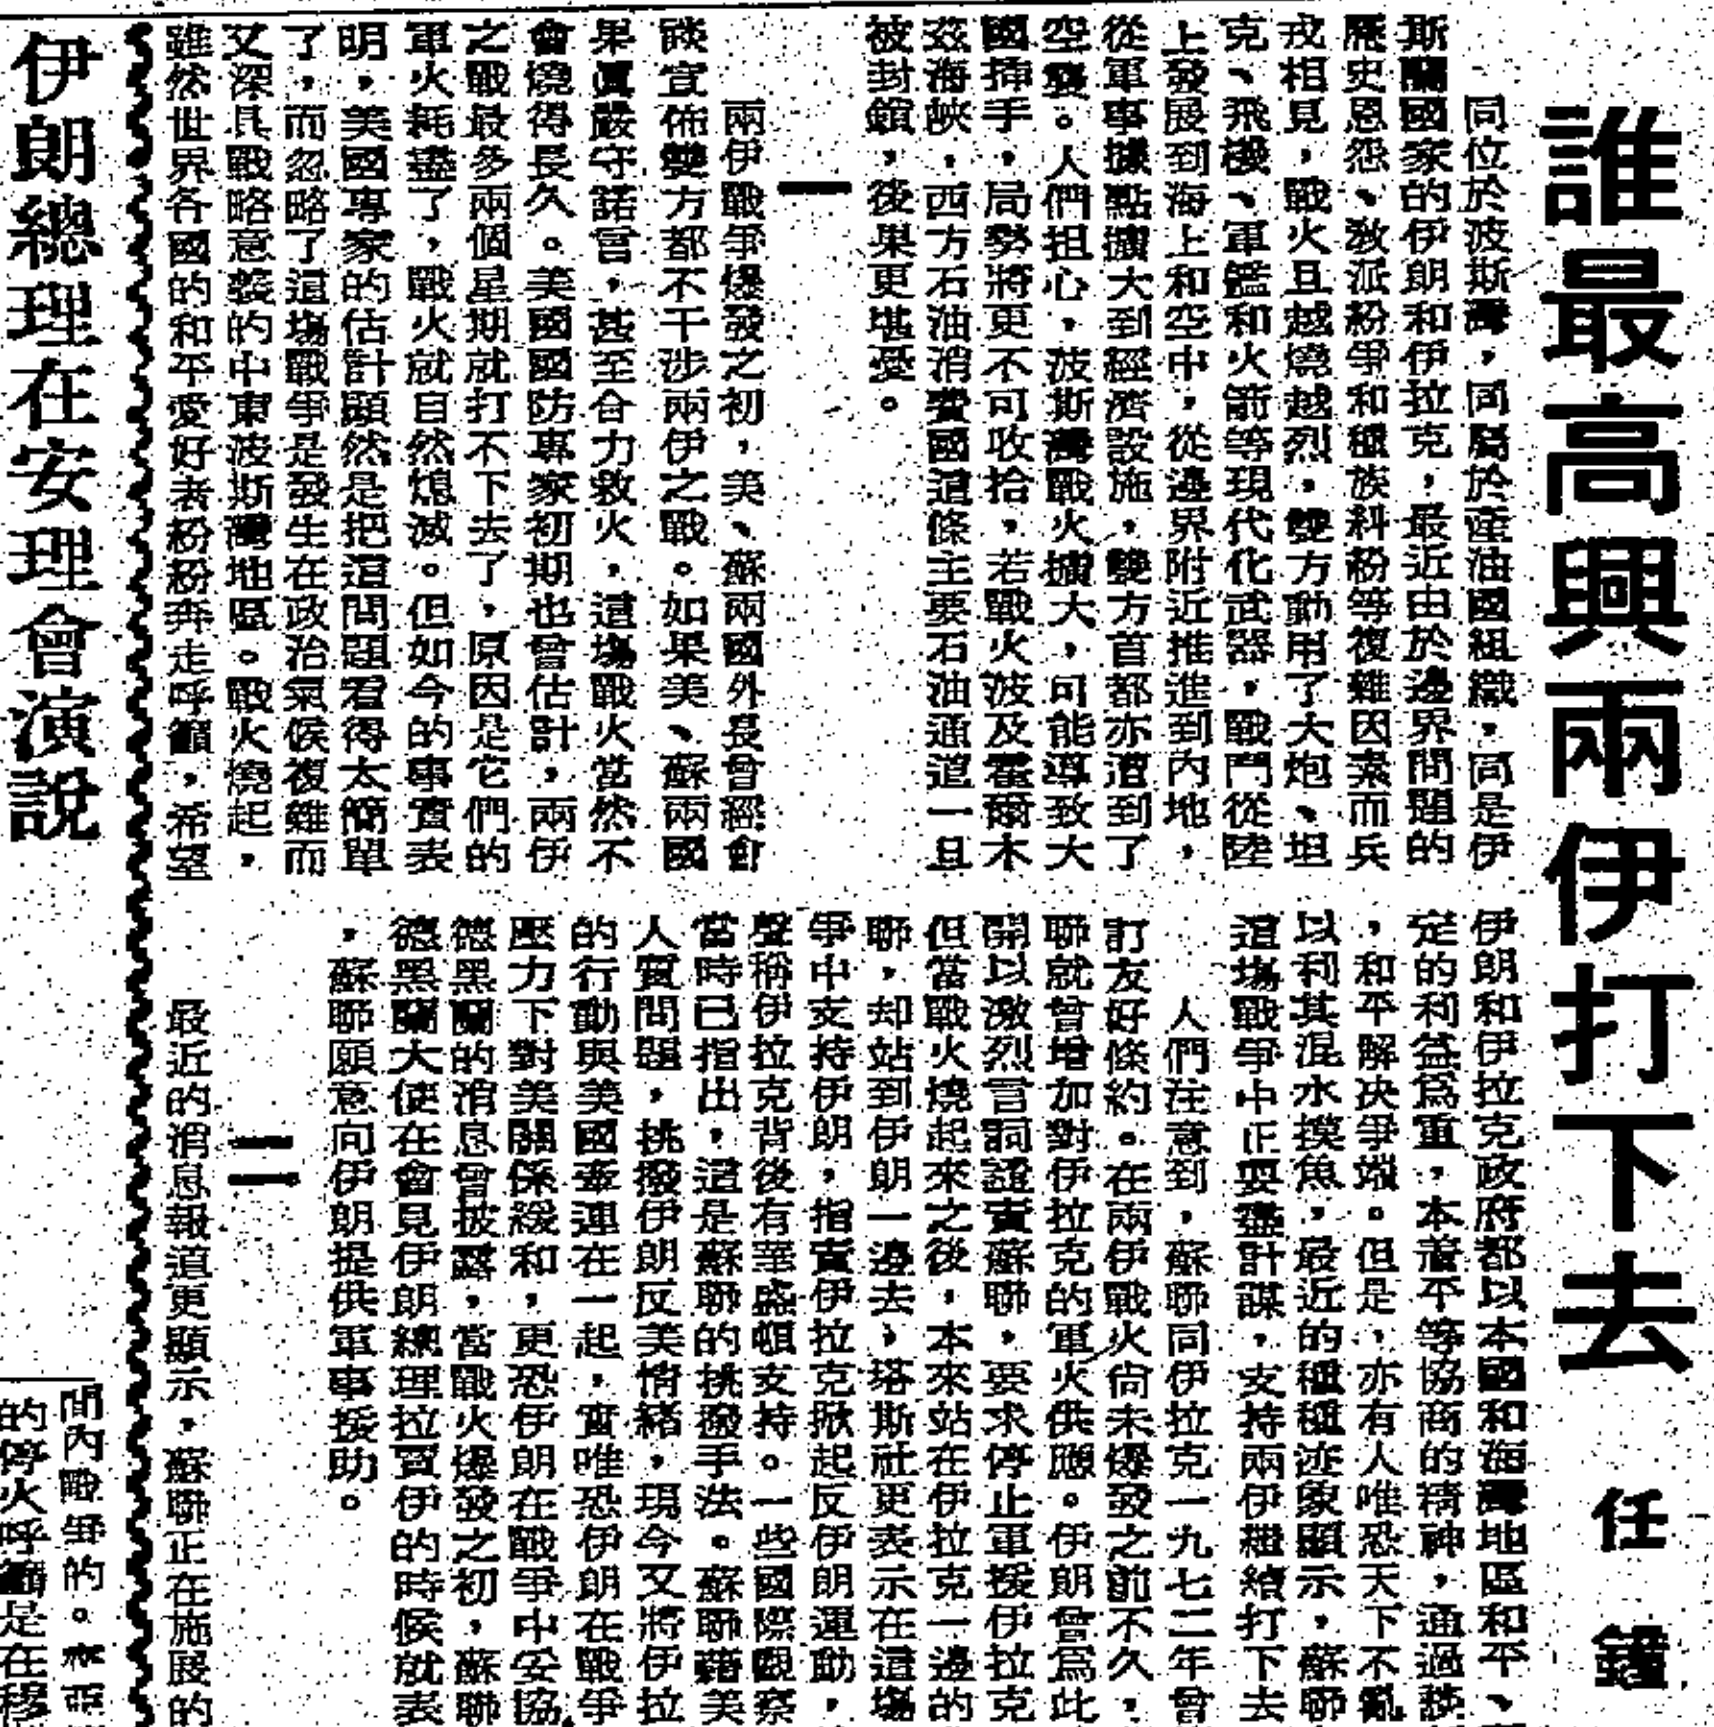 誰最高興兩伊打下去
任鐘
同位於波斯灣，同屬於產油國組織，同是伊
斯蘭國家的伊朗和伊拉克，最近由於邊界問題的
歷史恩怨、教派紛爭和種族科紛等複雜因素而兵
戎相見，戰火且越燒越烈，雙方動用了大炮、坦
克、飛機、軍艦和火箭等現代化武器，戰鬥從陸
上發展到海上和空中，從邊界附近推進到內地，
從軍事據點擴大到經濟設施，雙方首都亦遭到了
空襲。人們担心，波斯灣戰火擴大，可能導致大
國挿手，局勢將更不可收拾，若戰火波及霍爾木
茲海峽，西方石油消費國這條主要石油通道一旦
被封鎖，後果更堪憂。
一
兩伊戰爭爆發之初，美、蘇兩國外長曾經會
談宣佈雙方都不干涉兩伊之戰。如果美、蘇兩國
果眞嚴守諾言，甚至合力救火，這場戰火當然不
會燒得長久。美國國防專家初期也曾估計，兩伊
之戰最多兩個星期就打不下去了，原因是它們的
軍火耗盡了，戰火就自然熄滅。但如今的事實表
明，美國專家的估計顯然是把這問題看得太簡單
了，而忽略了這場戰爭是發生在政治氣候複雜而
又深具戰略意義的中東波斯灣地區。戰火燒起，
雖然世界各國的和平愛好者紛紛奔走呼籲，希望
伊朗和伊拉克政府都以本國和海灣地區和平、
定的利益爲重，本着平等協商的精神，通過談
，和平解决爭端。但是，亦有人唯恐天下不亂
以利其混水摸魚，最近的種種迹象顯示，蘇聯
這場戰爭中正耍盡計謀，支持兩伊繼續打下去
人們注意到，蘇聯同伊拉克一九七二年曾
訂友好條約。在兩伊戰火尙未爆發之前不久，
聯就曾增加對伊拉克的軍火供應。伊朗曾爲此
開以激烈言詞譴責蘇聯，要求停止軍援伊拉克
但當戰火燒起來之後，本來站在伊拉克一邊的
聯，却站到伊朗一邊去，塔斯社更表示在這場
爭中支持伊朗，指責伊拉克掀起反伊朗運動，
聲稱伊拉克背後有華盛頓支持。一些國際觀察
當時已指出，這是蘇聯的挑撥手法。蘇聯藉美
人質問題，挑撥伊朗反美情緒，現今又將伊拉
的行動與美國牽連在一起，實唯恐伊朗在戰爭
壓力下對美關係緩和，更恐伊朗在戰爭中妥協
德黑蘭的消息曾披露，當戰火爆發之初，蘇聯
德黑蘭大使在會見伊朗總理拉賈伊的時候就表
，蘇聯願意向伊朗提供軍事援助。
二
最近的消息報道更顯示，蘇聯正在施展的
伊朗總理在安理會演說
間內戰爭的。
的停火呼籲是在